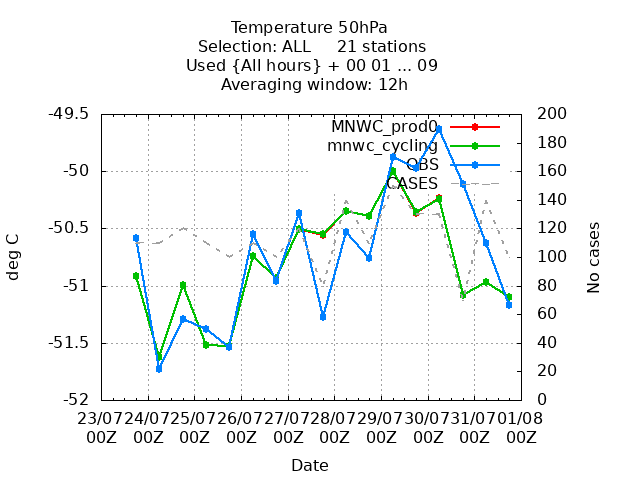 Temperature 50hPa
Selection: ALL 21 stations
Used {All hours} + 00 01 ... 09
Averaging window: 12h
MNWC_prod0
mnwc_cycling
OBS
CASES
-49.5
-50
-50.5
-51
-51.5
-52
deg C
200
180
160
140
120
100
80
60
40
20
0
No cases
23/07 24/07 25/07 26/07 27/07 28/07 29/07 30/07 31/07 01/08
00Z 00Z 00Z 00Z 00Z 00Z 00Z 00Z 00Z 00Z
Date